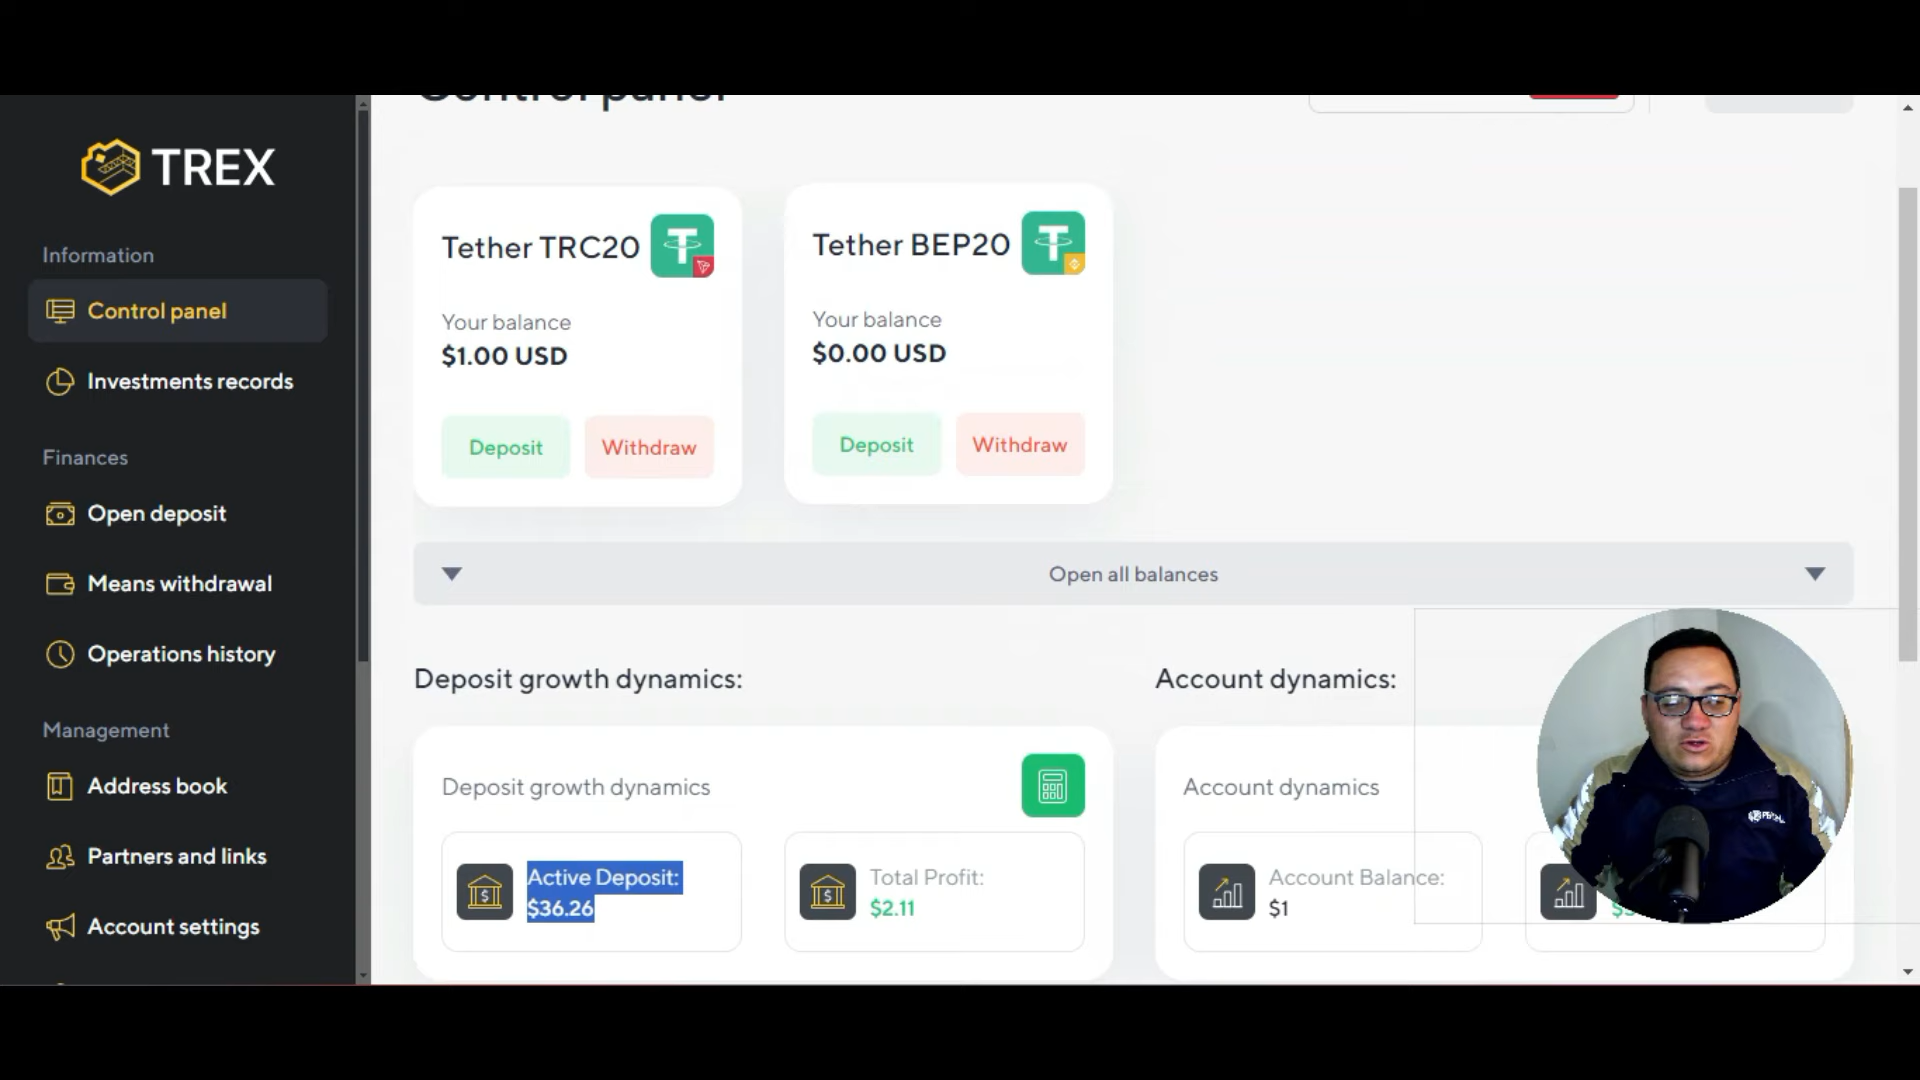 Control panel
TREX
Information
Control panel
Investments records
Finances
Open deposit
Means withdrawal
Operations history
Management
Address book
Partners and links
Account settings
Tether TRC20
Your balance
$1.00 USD
Deposit
Withdraw
Tether BEP20
Your balance
$0.00 USD
Deposit
Withdraw
Open all balances
Deposit growth dynamics:
Deposit growth dynamics
Active Deposit:
$36.26
Total Profit:
$2.11
Account dynamics:
Account dynamics
Account Balance:
$1